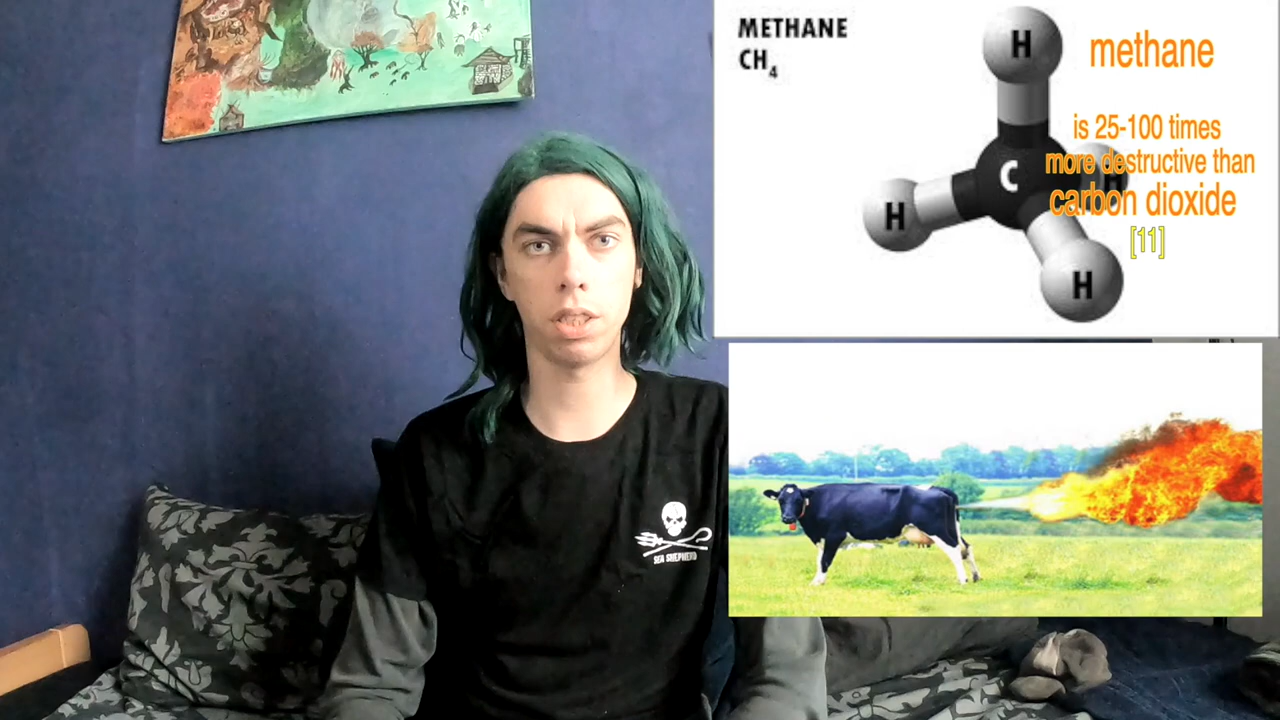 METHANE
CH₄
H
H
C
H
H
methane
is 25-100 times
more destructive than
carbon dioxide
[11]
SEA SHEPHERD